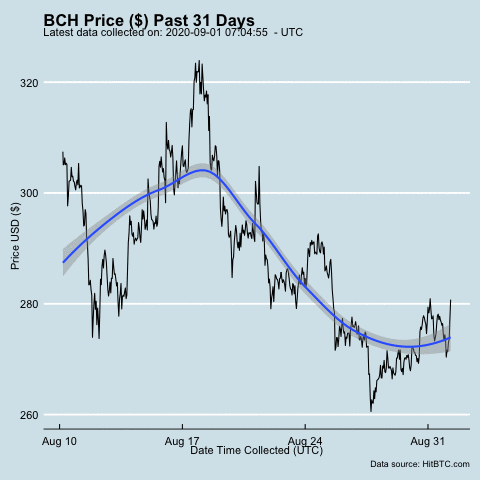 BCH Price ($) Past 31 Days
Latest data collected on: 2020-09-01 07:04:55 - UTC
320
300
280
260
Price USD ($)
Aug 10 Aug 17 Aug 24 Aug 31
Date Time Collected (UTC)
Data source: HitBTC.com